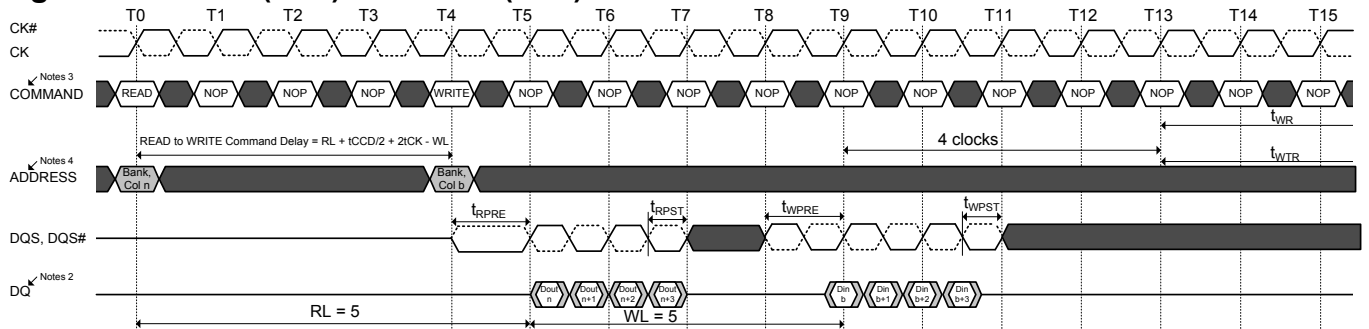 T0 T1 T2 T3 T4 T5 T6 T7 T8 T9 T10 T11 T12 T13 T14 T15
CK#
CK
Notes 3
COMMAND
READ NOP NOP NOP WRITE NOP NOP NOP NOP NOP NOP NOP NOP NOP NOP NOP
tWR
READ to WRITE Command Delay = RL + tCCD/2 + 2tCK - WL
4 clocks
tWTR
Notes 4
ADDRESS
Bank, Col n
Bank, Col b
tRPRE tRPST tWPRE tWPST
DQS, DQS#
Notes 2
DQ
Dout n
Dout n+1
Dout n+2
Dout n+3
Din b
Din b+1
Din b+2
Din b+3
RL = 5 WL = 5